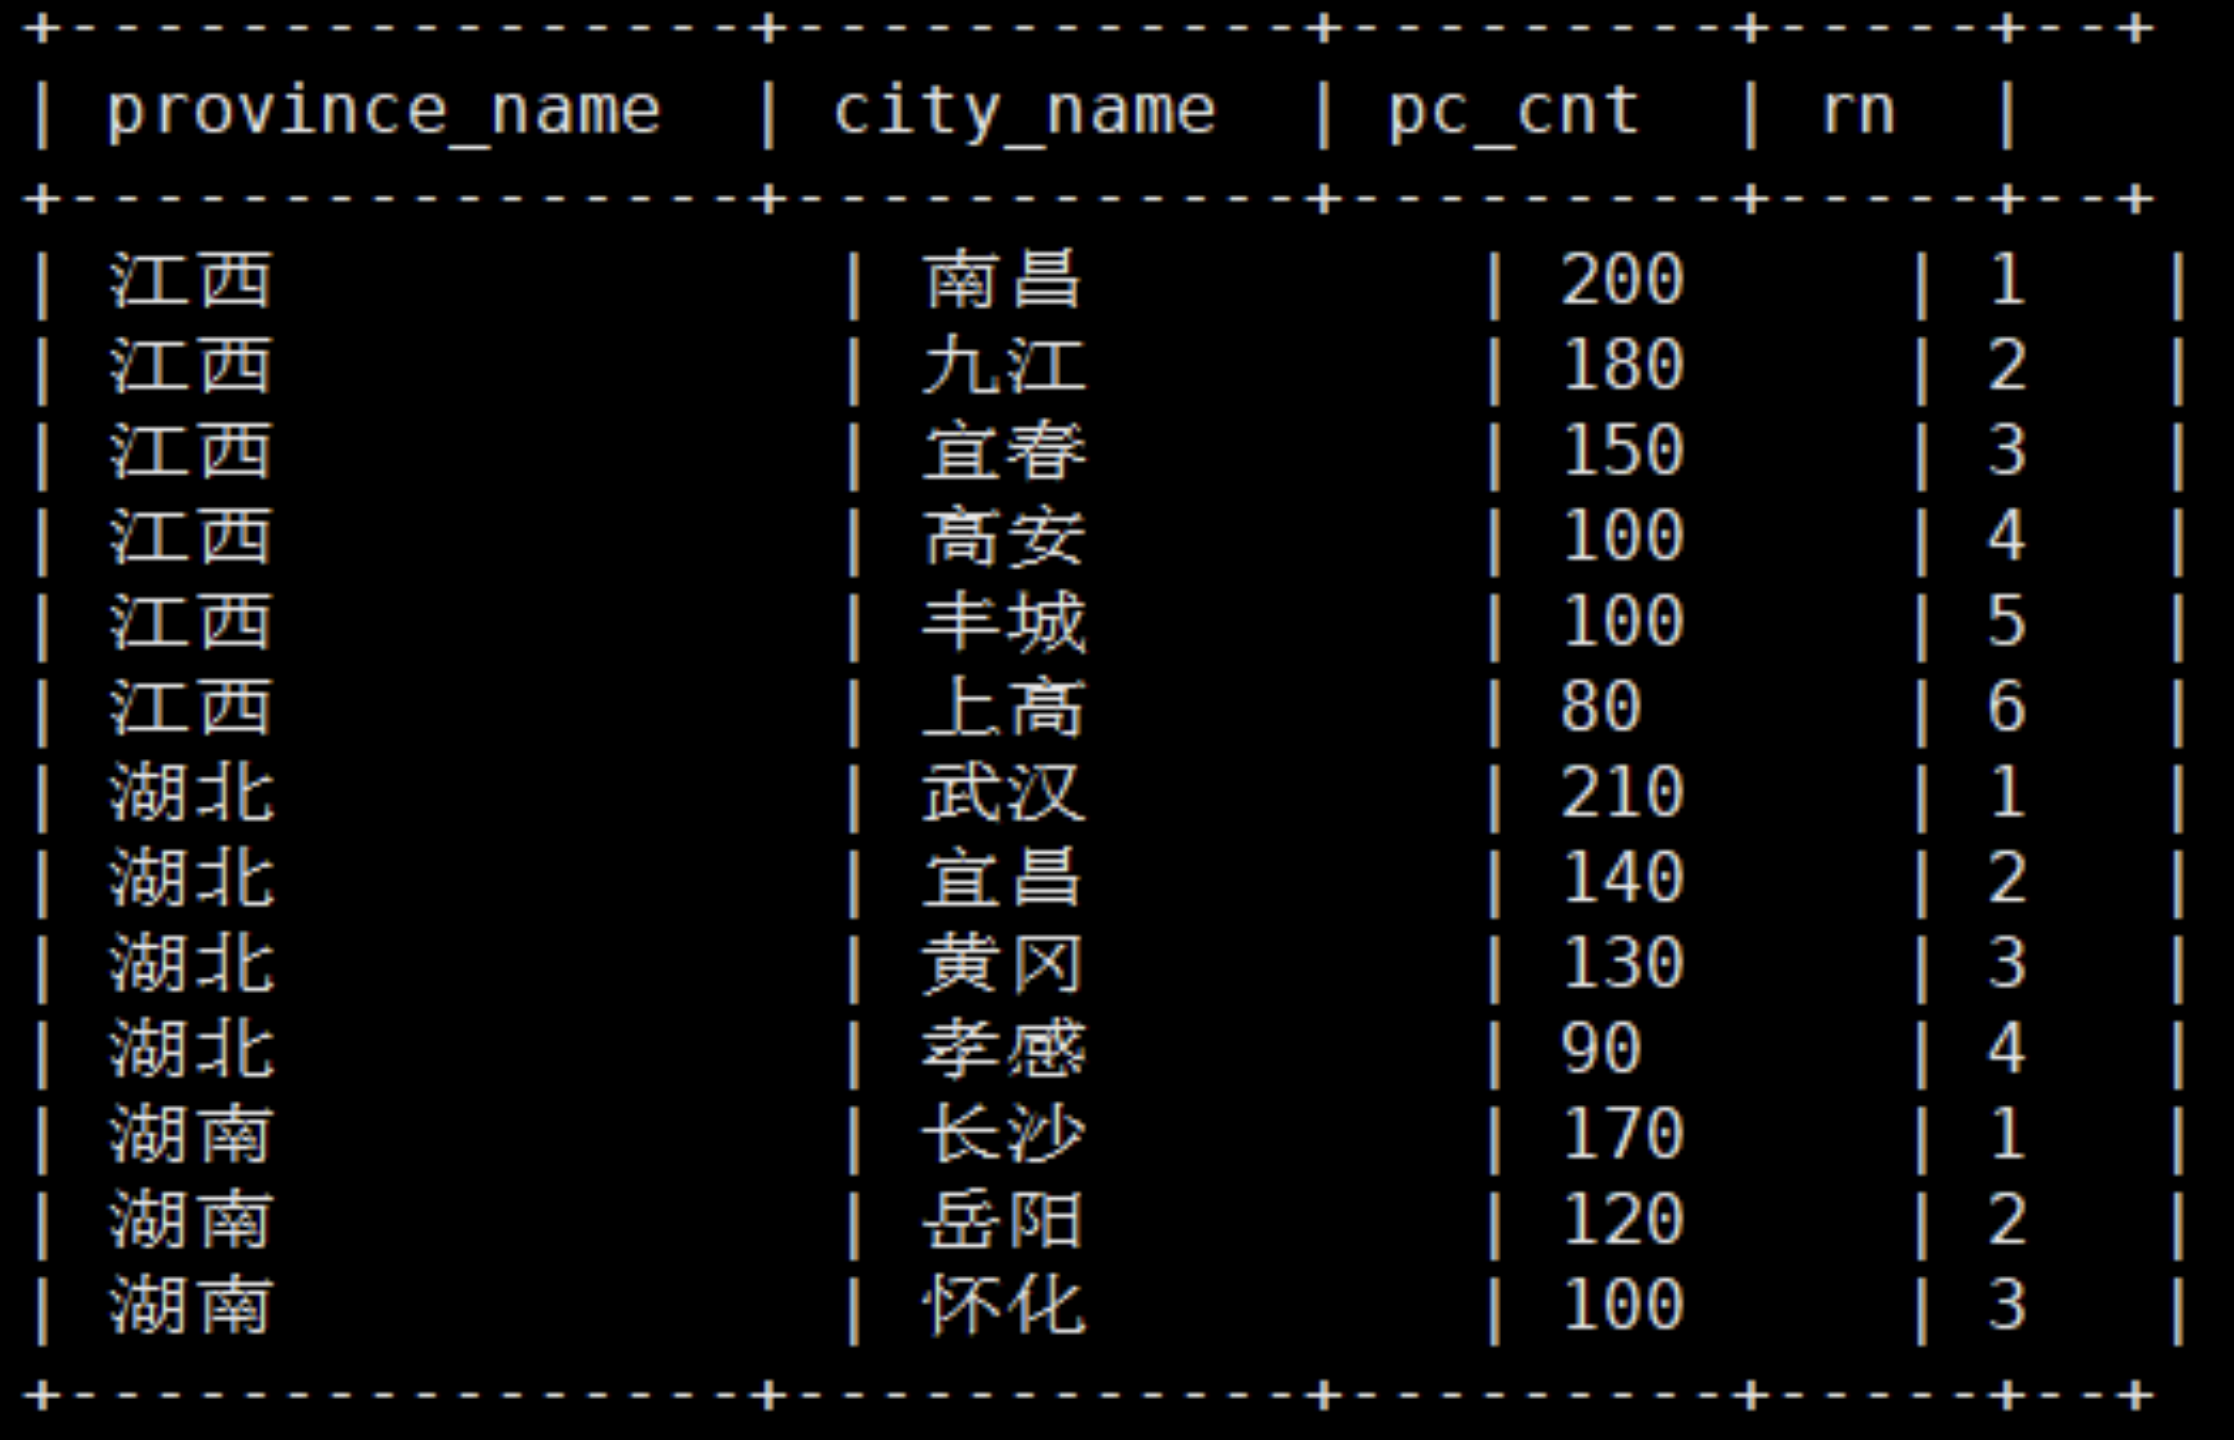 +-----------------+-------------+---------+-----+--+
| province_name | city_name | pc_cnt | rn |
+-----------------+-------------+---------+-----+--+
| 江西 | 南昌 | 200 | 1 |
| 江西 | 九江 | 180 | 2 |
| 江西 | 宜春 | 150 | 3 |
| 江西 | 高安 | 100 | 4 |
| 江西 | 丰城 | 100 | 5 |
| 江西 | 上高 | 80 | 6 |
| 湖北 | 武汉 | 210 | 1 |
| 湖北 | 宜昌 | 140 | 2 |
| 湖北 | 黄冈 | 130 | 3 |
| 湖北 | 孝感 | 90 | 4 |
| 湖南 | 长沙 | 170 | 1 |
| 湖南 | 岳阳 | 120 | 2 |
| 湖南 | 怀化 | 100 | 3 |
+-----------------+-------------+---------+-----+--+